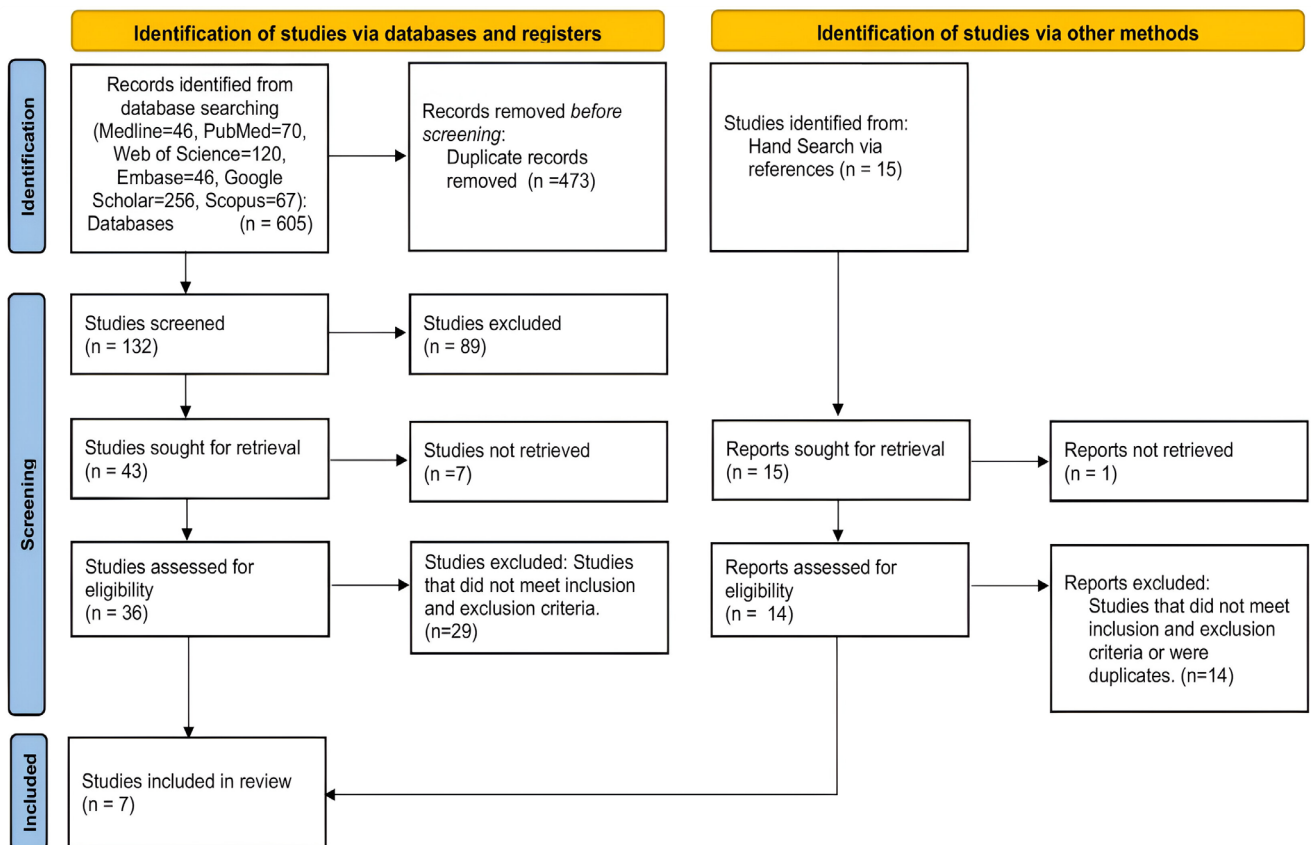 Identification of studies via databases and registers
Identification of studies via other methods
Identification
Records identified from
database searching
(Medline=46, PubMed=70,
Web of Science=120,
Embase=46, Google
Scholar=256, Scopus=67):
Databases (n = 605)
Records removed before
screening:
Duplicate records
removed (n =473)
Studies identified from:
Hand Search via
references (n = 15)
Screening
Studies screened
(n = 132)
Studies excluded
(n = 89)
Studies sought for retrieval
(n = 43)
Studies not retrieved
(n =7)
Reports sought for retrieval
(n = 15)
Reports not retrieved
(n = 1)
Studies assessed for
eligibility
(n = 36)
Studies excluded: Studies
that did not meet inclusion
and exclusion criteria.
(n=29)
Reports assessed for
eligibility
(n = 14)
Reports excluded:
Studies that did not meet
inclusion and exclusion
criteria or were
duplicates. (n=14)
Included
Studies included in review
(n = 7)